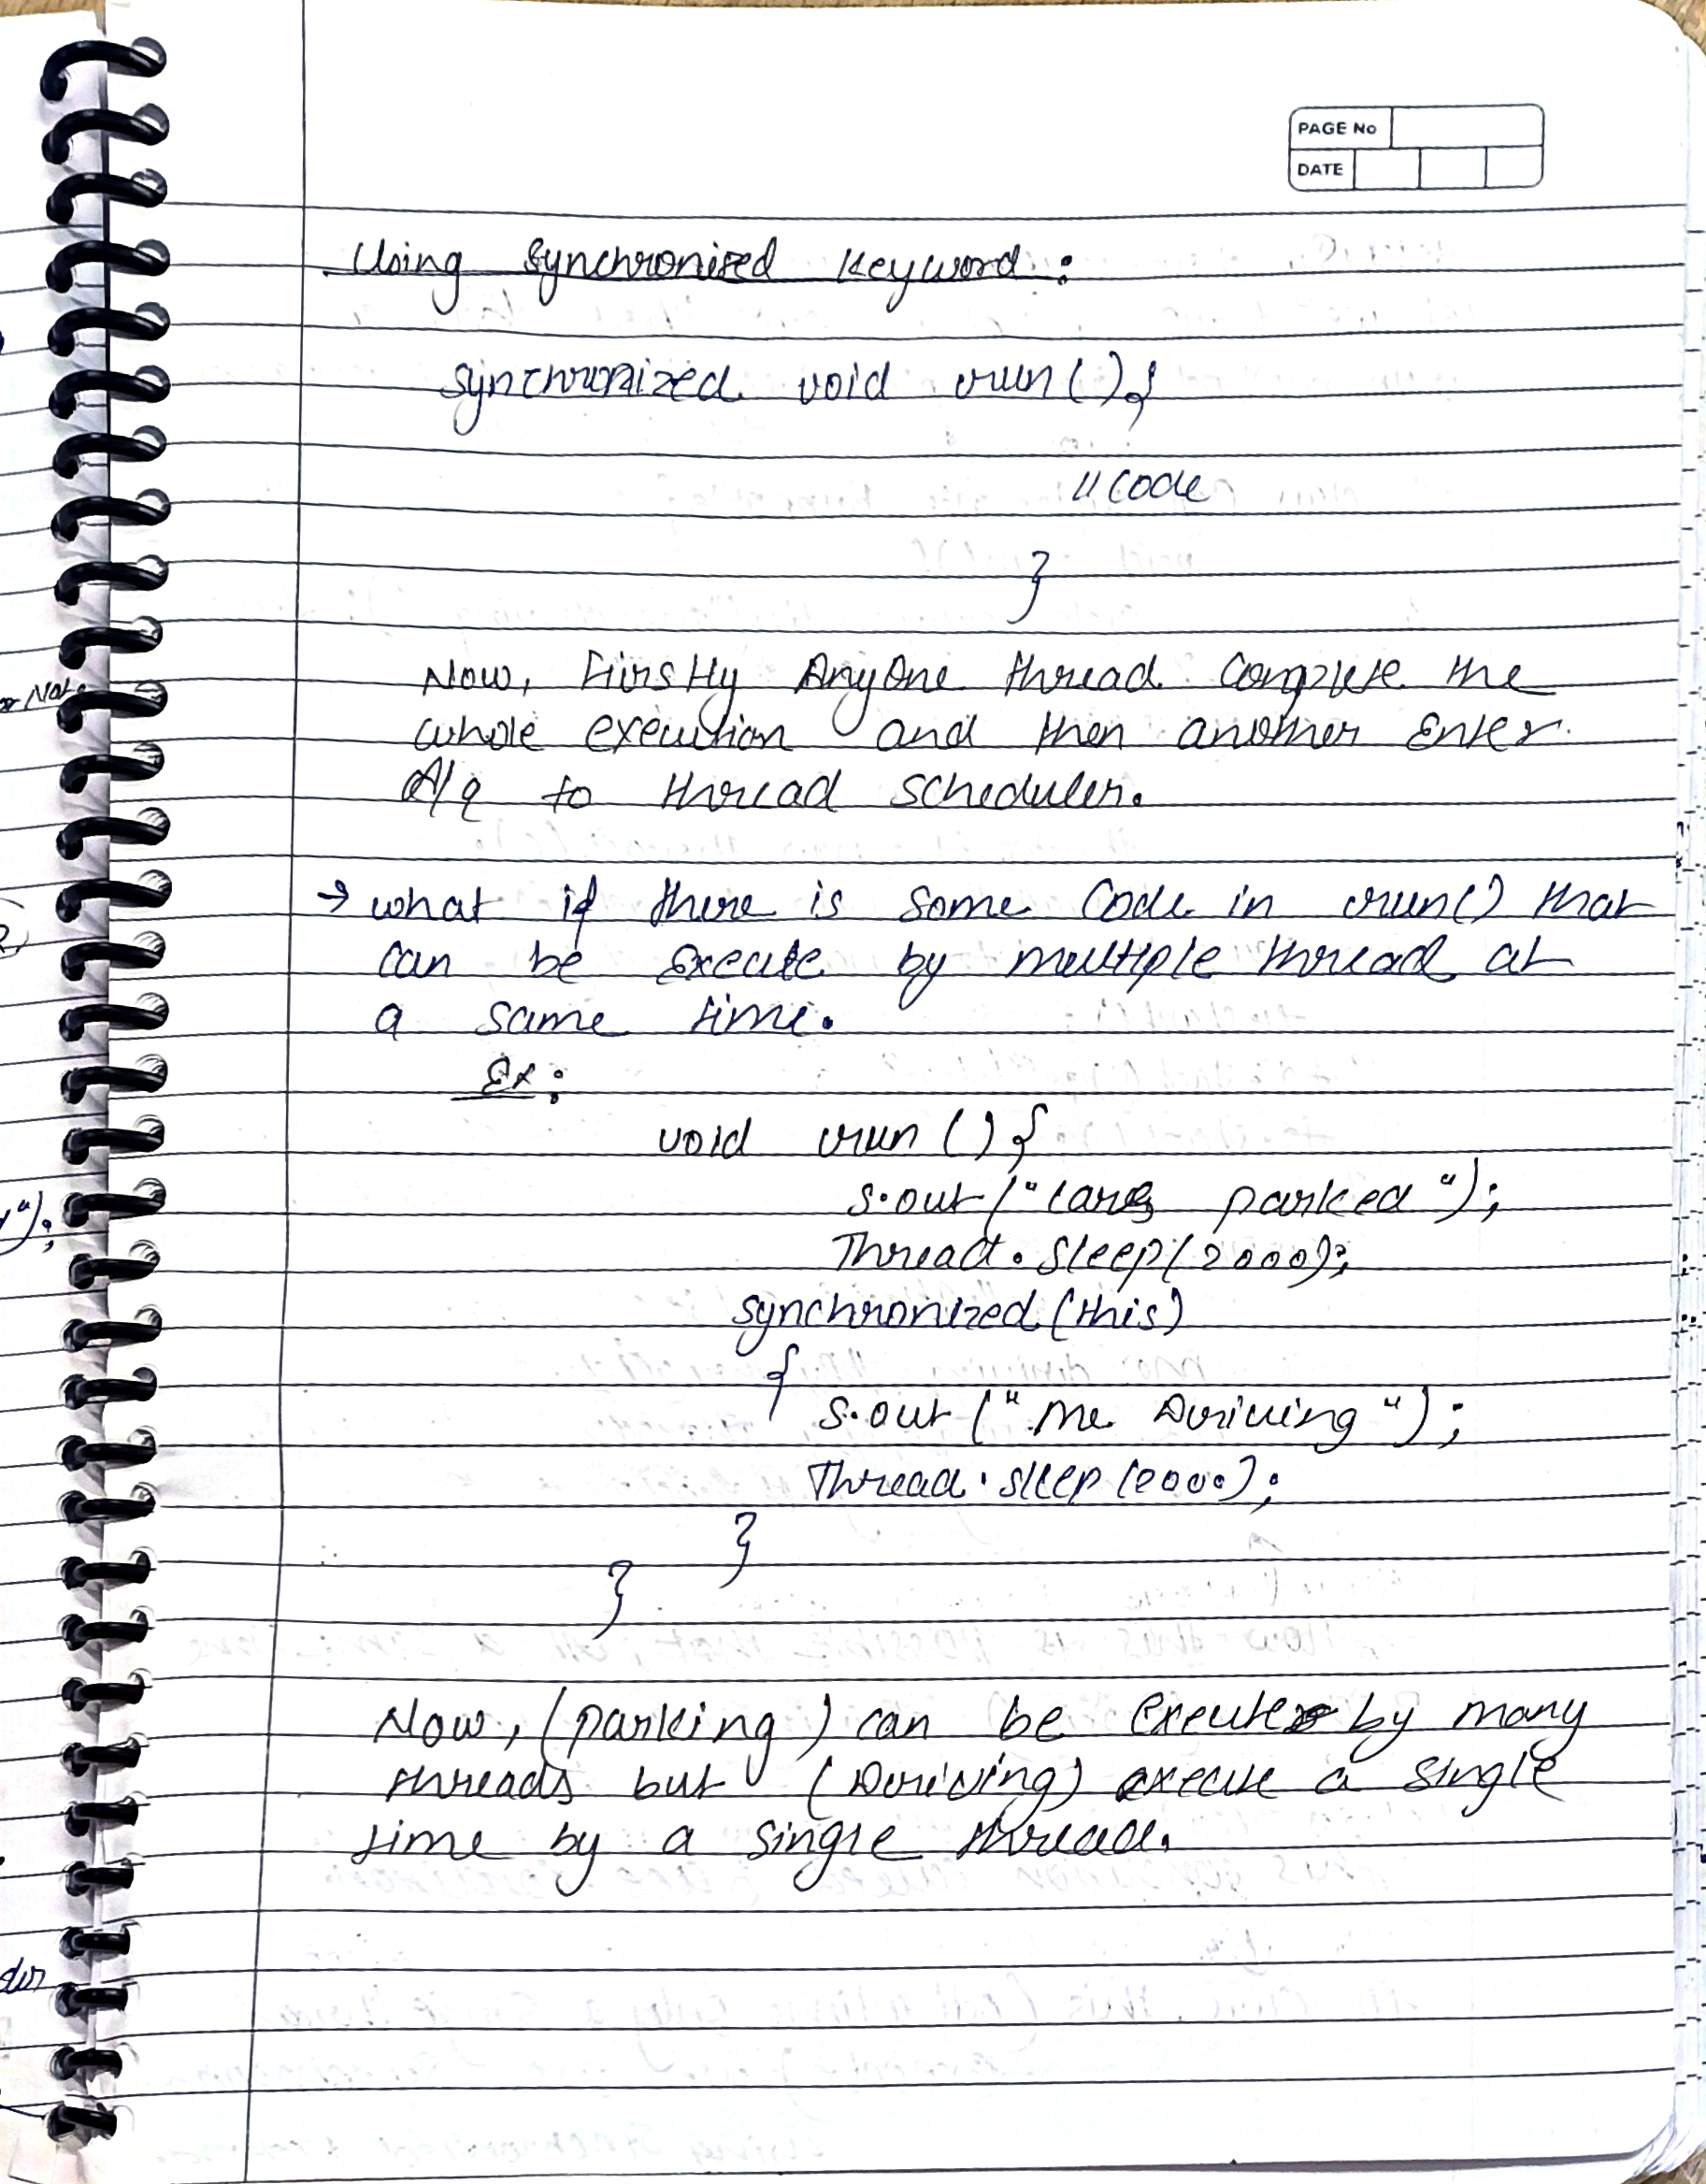 PAGE No
DATE
Using Synchronized Keyword :
synchronized void run(){
// Code
}
Now, Firstly AnyOne thread Complete the
whole execution and then another Enter
A/q to thread scheduler.
→ what if there is some Code in run() that
can be Execute by multiple thread at
a same time.
Ex :
void run(){
S.out("Car parked");
Thread.sleep(2000);
synchronized(this)
{
S.out("Me Driving");
Thread.sleep(2000);
}
}
Now, (parking) can be execute by many
threads but (Driving) execute a single
time by a single thread.
");